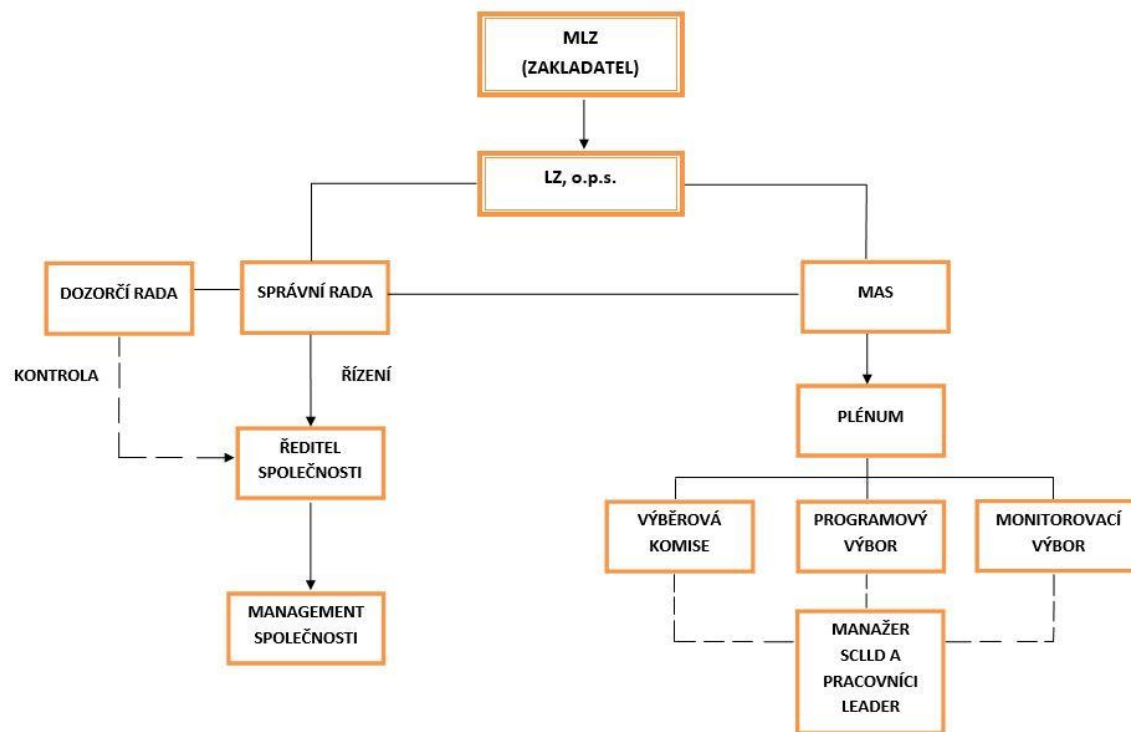 MLZ
(ZAKLADATEL)
LZ, o.p.s.
DOZORČÍ RADA
SPRÁVNÍ RADA
MAS
KONTROLA
ŘÍZENÍ
PLÉNUM
ŘEDITEL
SPOLEČNOSTI
VÝBĚROVÁ
KOMISE
PROGRAMOVÝ
VÝBOR
MONITOROVACÍ
VÝBOR
MANAGEMENT
SPOLEČNOSTI
MANAŽER
SCLLD A
PRACOVNÍCI
LEADER